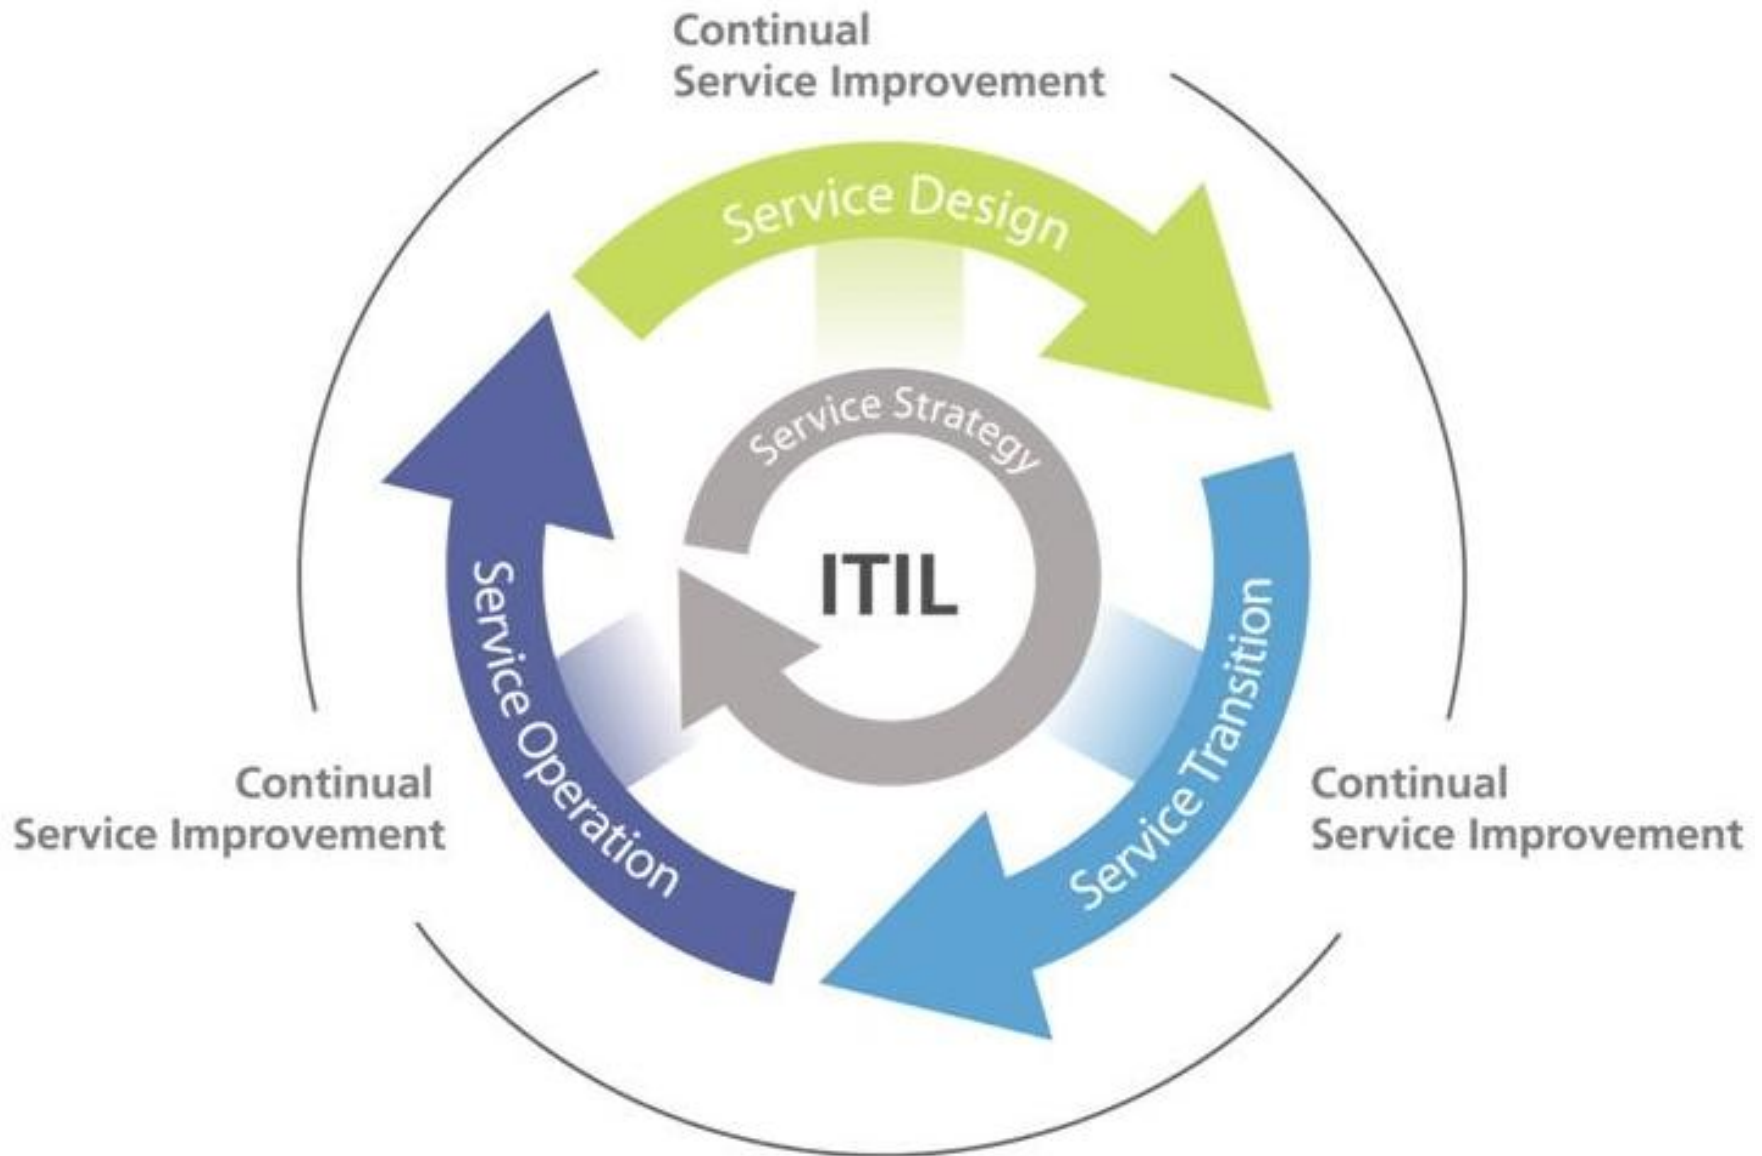 Continual
Service Improvement
Service Design
Service Strategy
ITIL
Service Operation
Service Transition
Continual
Service Improvement
Continual
Service Improvement